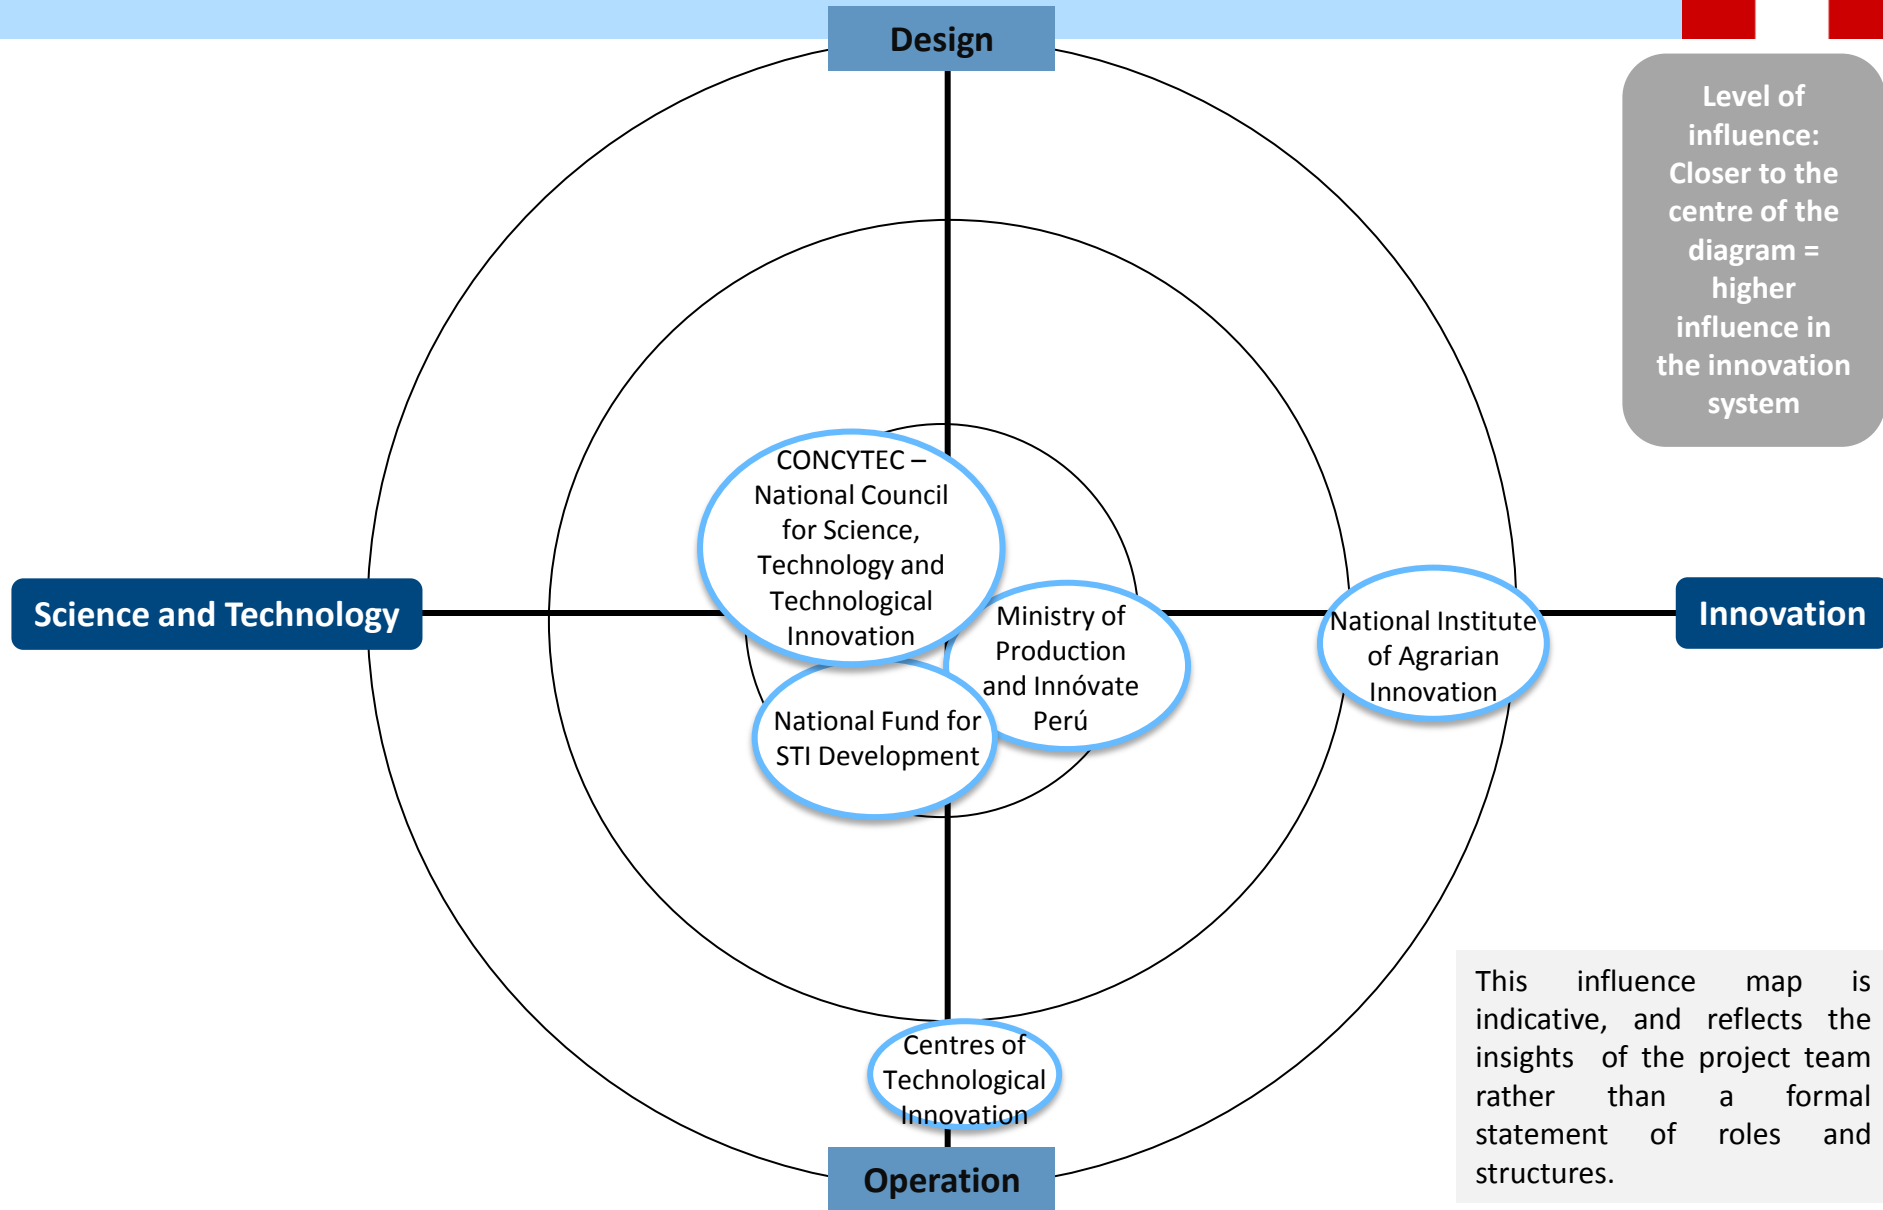 Design
Level of
influence:
Closer to the
centre of the
diagram =
higher
influence in
the innovation
system
CONCYTEC –
National Council
for Science,
Technology and
Technological
Innovation
Science and Technology
Ministry of
Production
and Innóvate
Perú
National Institute
of Agrarian
Innovation
Innovation
National Fund for
STI Development
Centres of
Technological
Innovation
Operation
This influence map is
indicative, and reflects the
insights of the project team
rather than a formal
statement of roles and
structures.